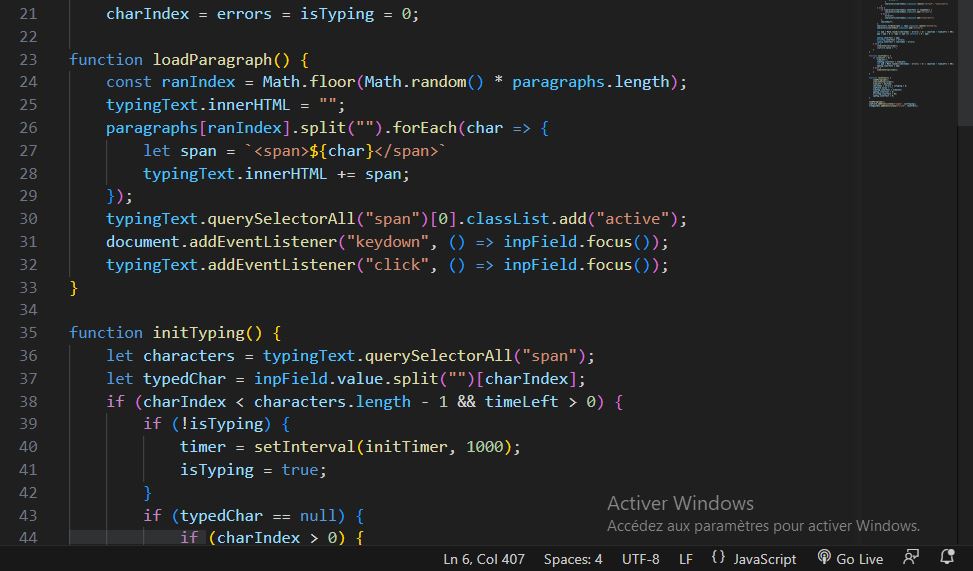 21 charIndex = errors = isTyping = 0;
22
23 function loadParagraph() {
24 const ranIndex = Math.floor(Math.random() * paragraphs.length);
25 typingText.innerHTML = "";
26 paragraphs[ranIndex].split("").forEach(char => {
27 let span = `<span>${char}</span>`
28 typingText.innerHTML += span;
29 });
30 typingText.querySelectorAll("span")[0].classList.add("active");
31 document.addEventListener("keydown", () => inpField.focus());
32 typingText.addEventListener("click", () => inpField.focus());
33 }
34
35 function initTyping() {
36 let characters = typingText.querySelectorAll("span");
37 let typedChar = inpField.value.split("")[charIndex];
38 if (charIndex < characters.length - 1 && timeLeft > 0) {
39 if (!isTyping) {
40 timer = setInterval(initTimer, 1000);
41 isTyping = true;
42 }
43 if (typedChar == null) {
44 if (charIndex > 0) {
Activer Windows
Accédez aux paramètres pour activer Windows.
Ln 6, Col 407 Spaces: 4 UTF-8 LF {} JavaScript Go Live